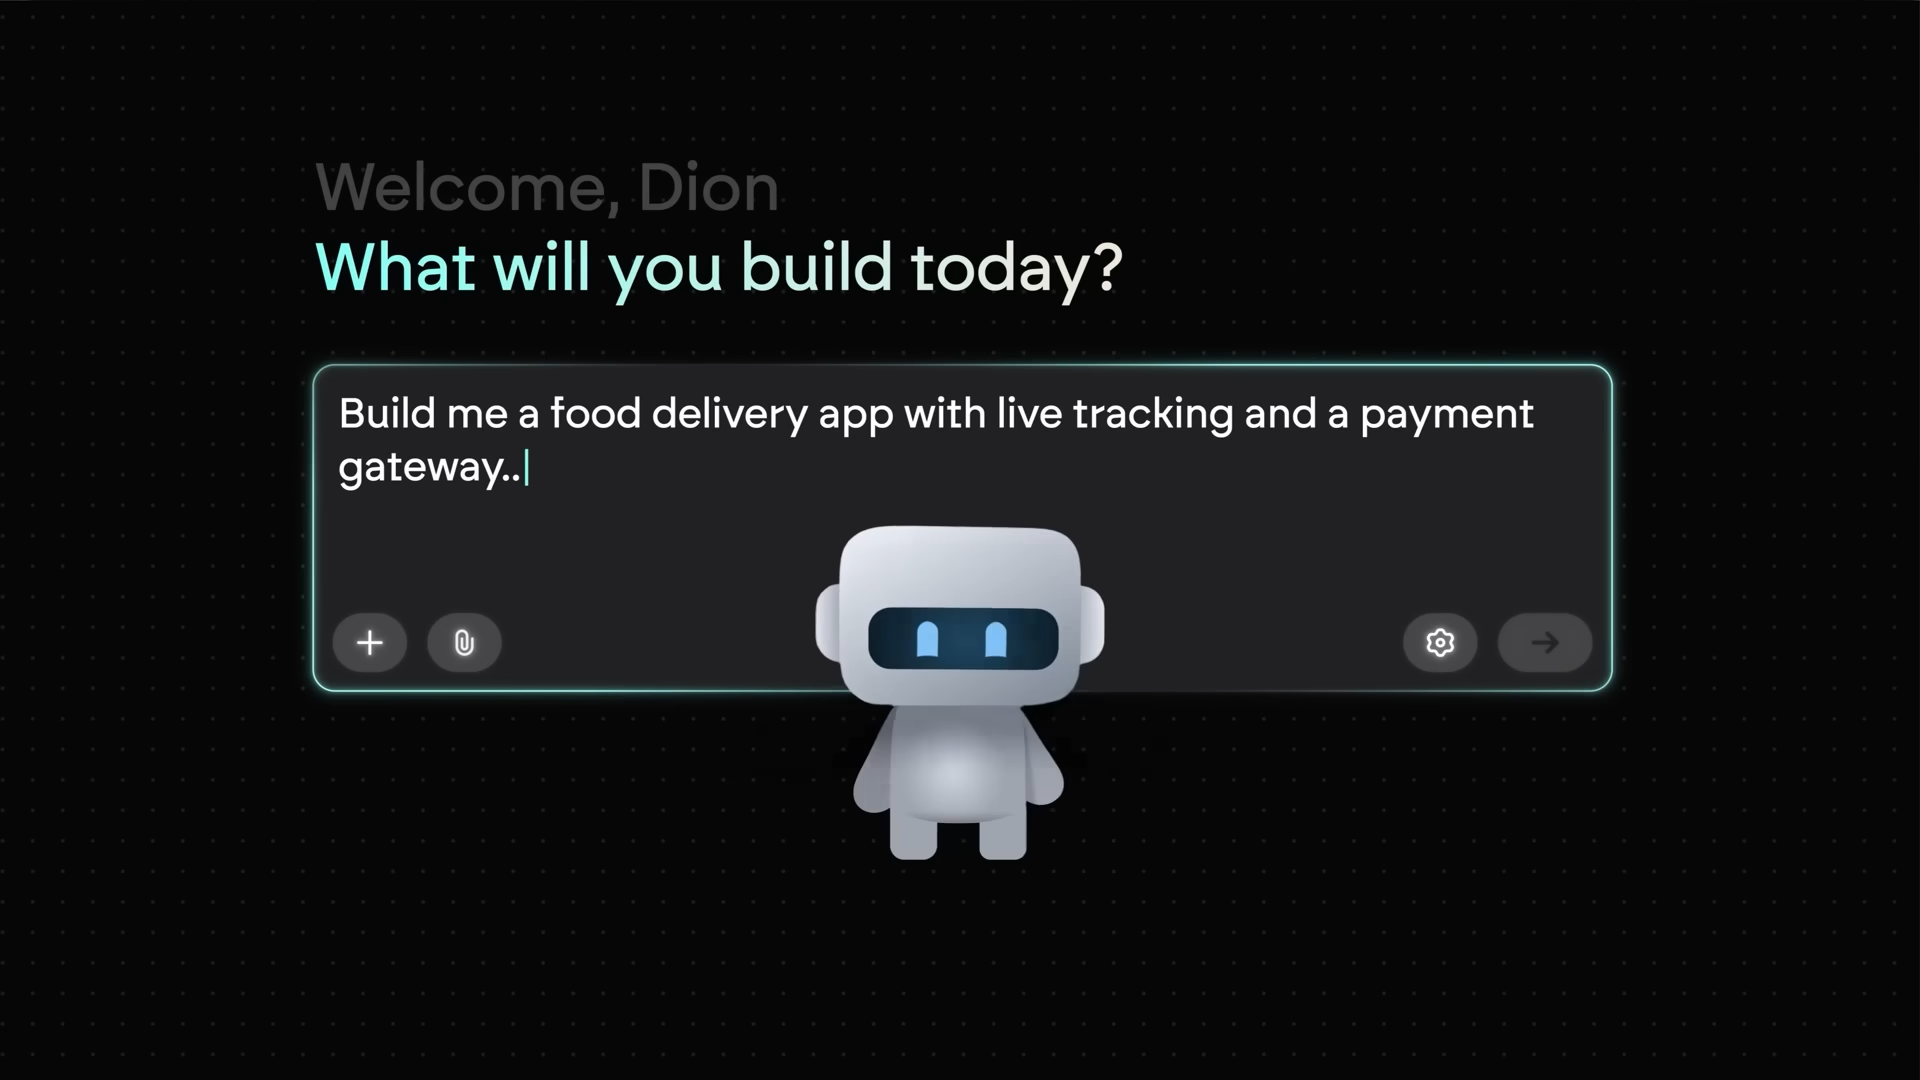 Welcome, Dion
What will you build today?
Build me a food delivery app with live tracking and a payment
gateway..